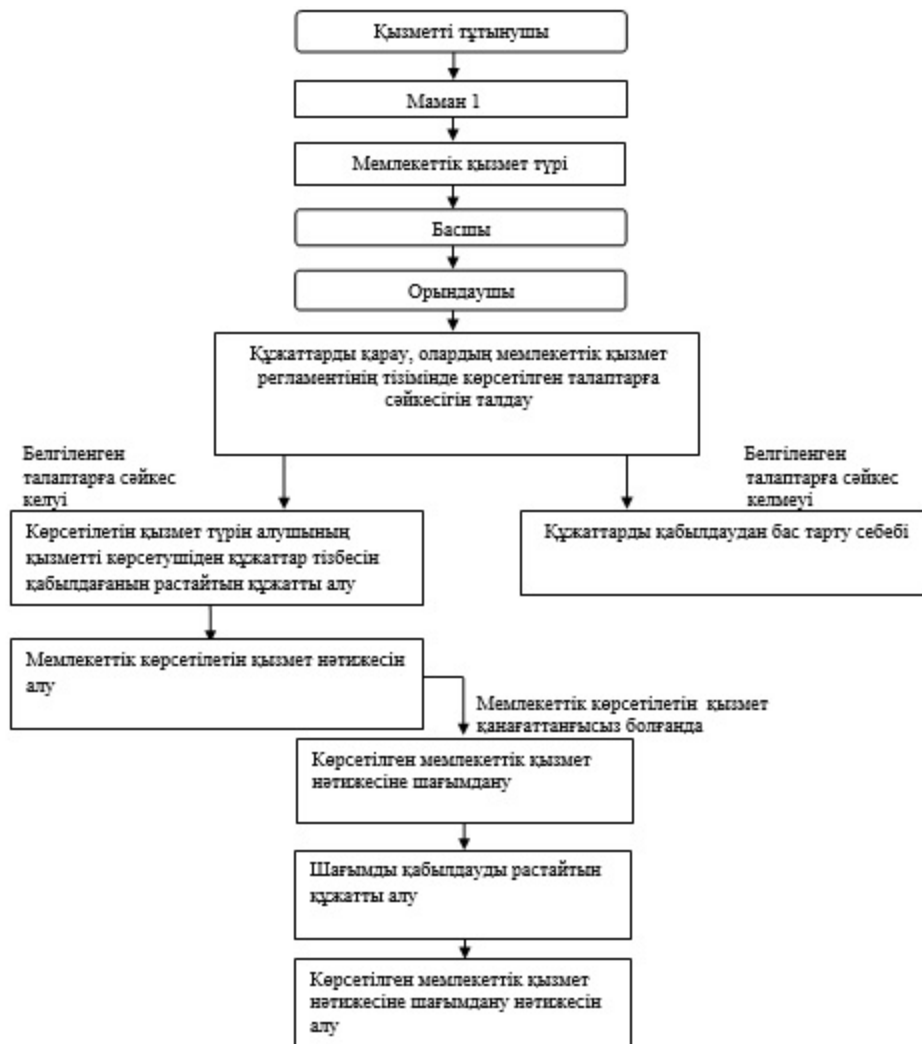 Қызметті тұтынушы
Маман 1
Мемлекеттік қызмет түрі
Басшы
Орындаушы
Құжаттарды қарау, олардың мемлекеттік қызмет
регламентінің тізімінде көрсетілген талаптарға
сәйкесігін талдау
Белгіленген
талаптарға сәйкес
келуі
Белгіленген
талаптарға сәйкес
келмеуі
Көрсетілетін қызмет түрін алушының
қызметті көрсетушіден құжаттар тізбесін
қабылдағанын растайтын құжатты алу
Құжаттарды қабылдаудан бас тарту себебі
Мемлекеттік көрсетілетін қызмет нәтижесін
алу
Мемлекеттік көрсетілетін қызмет
қанағаттанғысыз болғанда
Көрсетілген мемлекеттік қызмет
нәтижесіне шағымдану
Шағымды қабылдауды растайтын
құжатты алу
Көрсетілген мемлекеттік қызмет
нәтижесіне шағымдану нәтижесін
алу